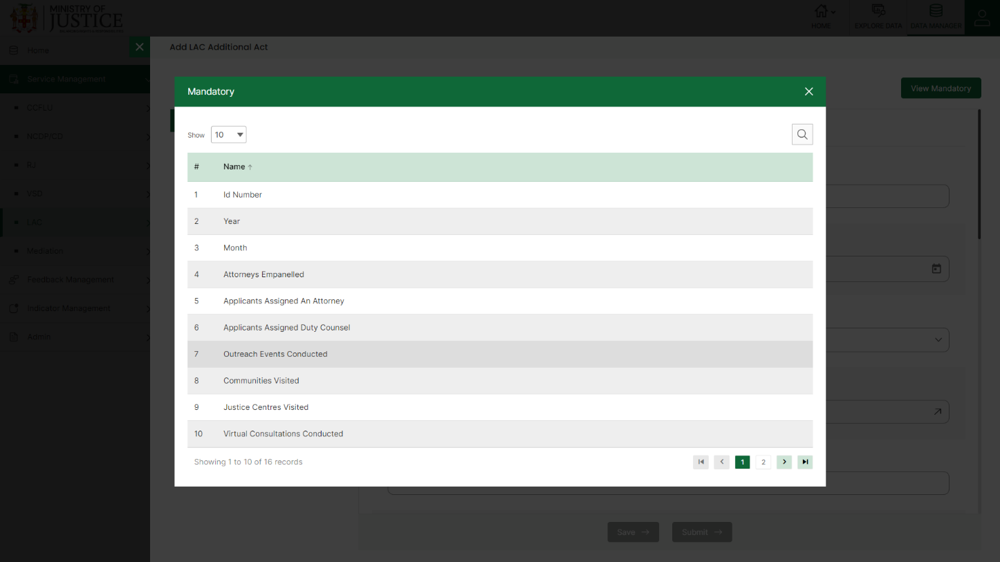 MINISTRY OF
JUSTICE
HOME
EXPLORE DATA
DATA MANAGER
Home
Add LAC Additional Act
Service Management
CCFLU
NCDP/CD
RJ
VSD
LAC
Mediation
Feedback Management
Indicator Management
Admin
View Mandatory
Mandatory
Show 10
# Name ↑
1 Id Number
2 Year
3 Month
4 Attorneys Empanelled
5 Applicants Assigned An Attorney
6 Applicants Assigned Duty Counsel
7 Outreach Events Conducted
8 Communities Visited
9 Justice Centres Visited
10 Virtual Consultations Conducted
Showing 1 to 10 of 16 records
1 2
Save → Submit →